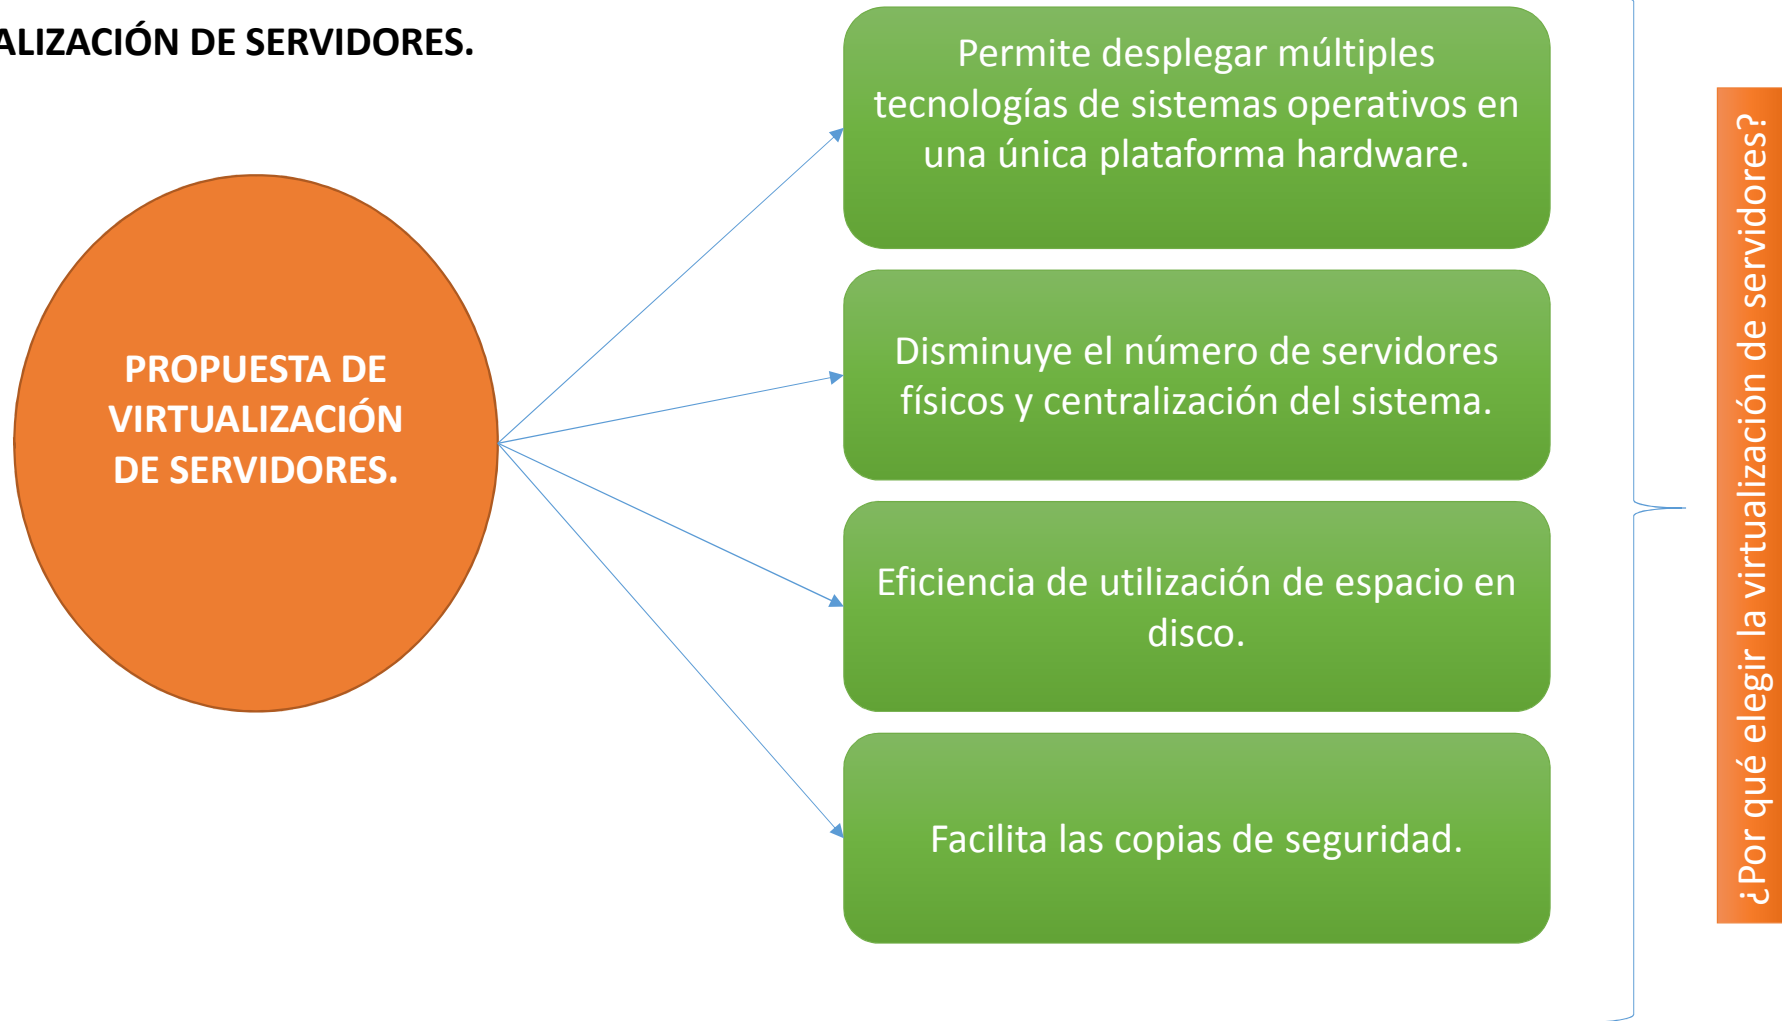 ALIZACIÓN DE SERVIDORES.
PROPUESTA DE
VIRTUALIZACIÓN
DE SERVIDORES.
Permite desplegar múltiples
tecnologías de sistemas operativos en
una única plataforma hardware.
Disminuye el número de servidores
físicos y centralización del sistema.
Eficiencia de utilización de espacio en
disco.
Facilita las copias de seguridad.
¿Por qué elegir la virtualización de servidores?